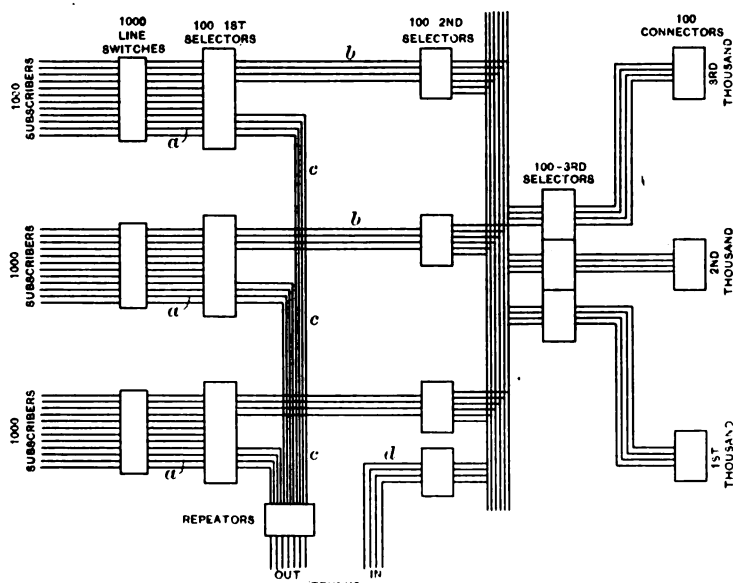 1000
LINE
SWITCHES
100 1ST
SELECTORS
100 2ND
SELECTORS
100
CONNECTORS
1000
SUBSCRIBERS
a
b
c
3RD
THOUSAND
100-3RD
SELECTORS
1000
SUBSCRIBERS
a
b
c
2ND
THOUSAND
1000
SUBSCRIBERS
a
c
d
1ST
THOUSAND
REPEATORS
OUT
IN